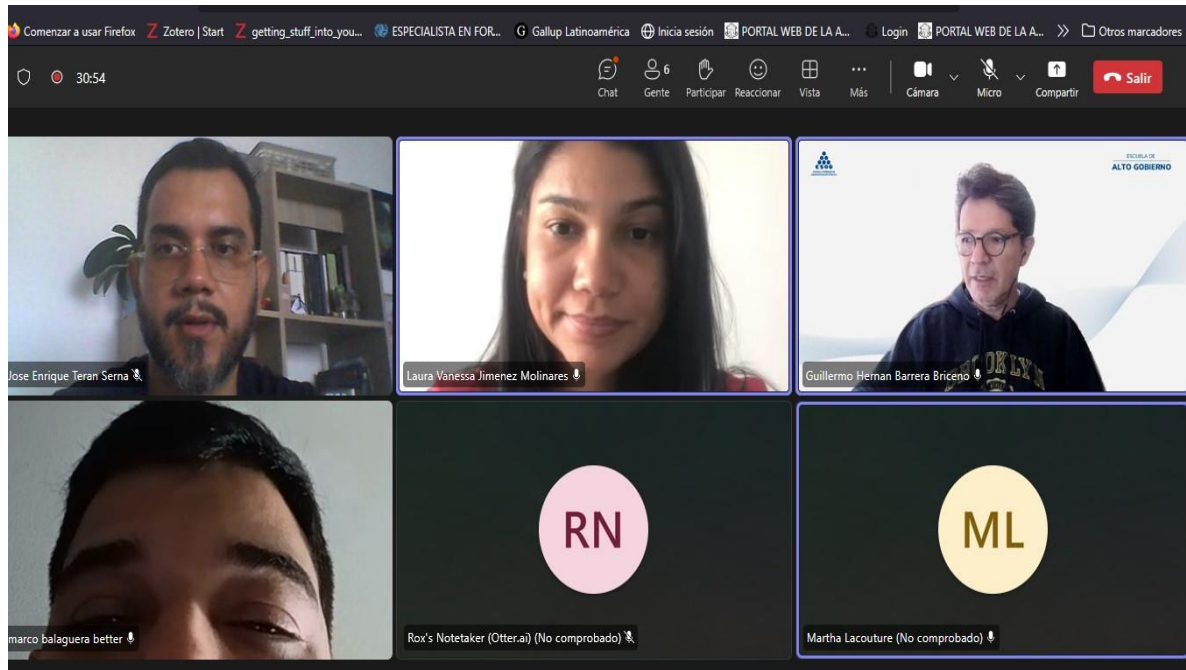 Comenzar a usar Firefox Zotero | Start getting_stuff_into_you... ESPECIALISTA EN FOR... Gallup Latinoamérica Inicia sesión PORTAL WEB DE LA A... Login PORTAL WEB DE LA A... Otros marcadores
30:54 6
Chat Gente Participar Reaccionar Vista Más Cámara Micro Compartir Salir
ESCUELA DE
ALTO GOBIERNO
BROOKLYN
Jose Enrique Teran Serna
Laura Vanessa Jimenez Molinares
Guillermo Hernan Barrera Briceno
RN
ML
marco balaguera better
Rox's Notetaker (Otter.ai) (No comprobado)
Martha Lacouture (No comprobado)